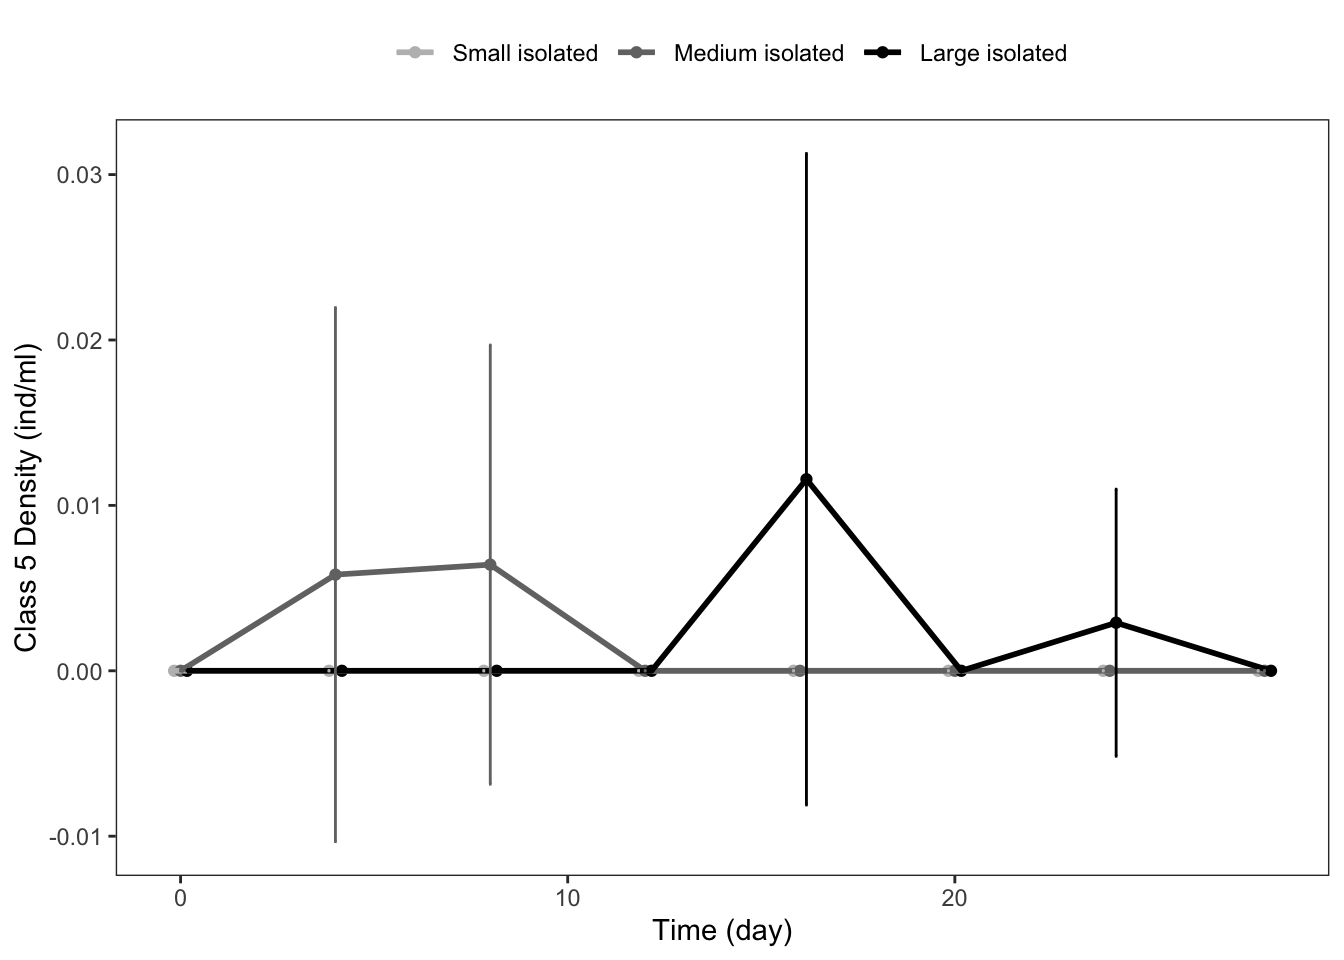 Small isolated Medium isolated Large isolated
0.03
0.02
0.01
0.00
-0.01
Class 5 Density (ind/ml)
0 10 20
Time (day)